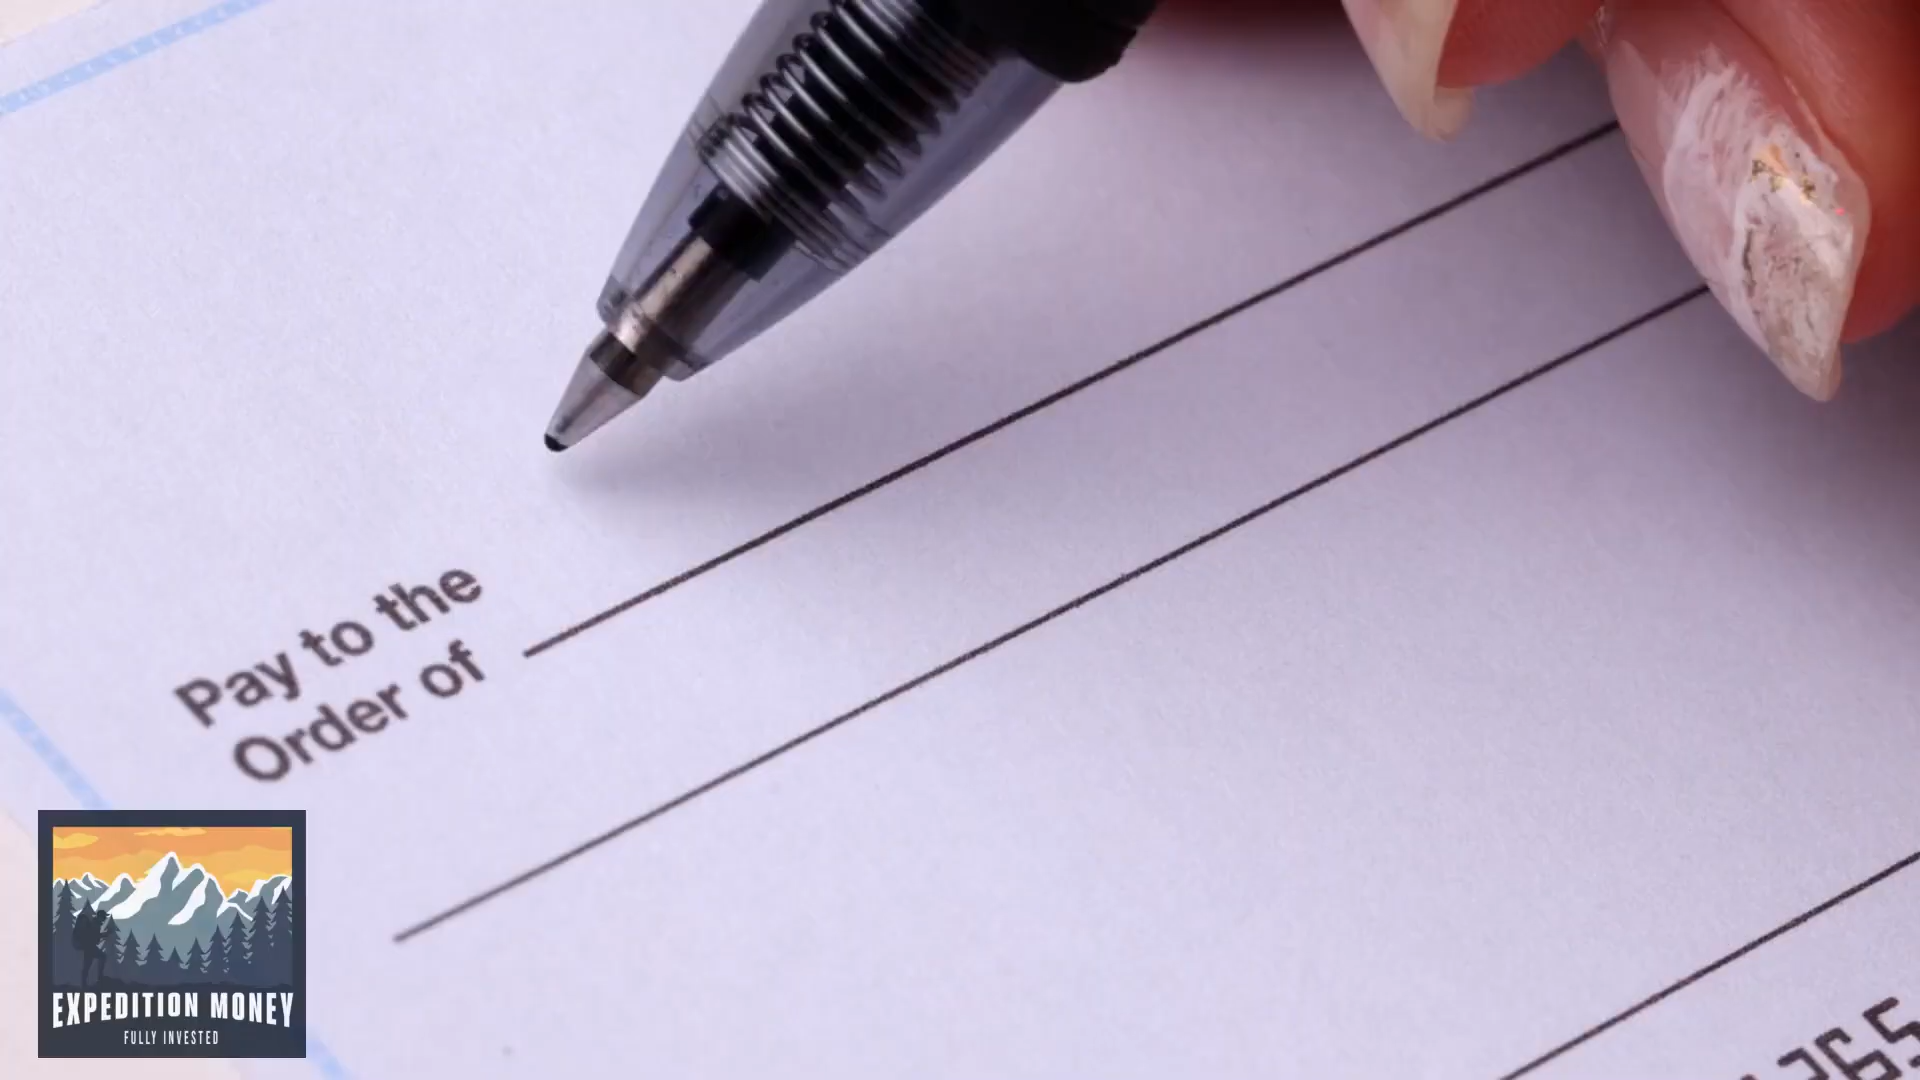 Pay to the
Order of
EXPEDITION MONEY
FULLY INVESTED